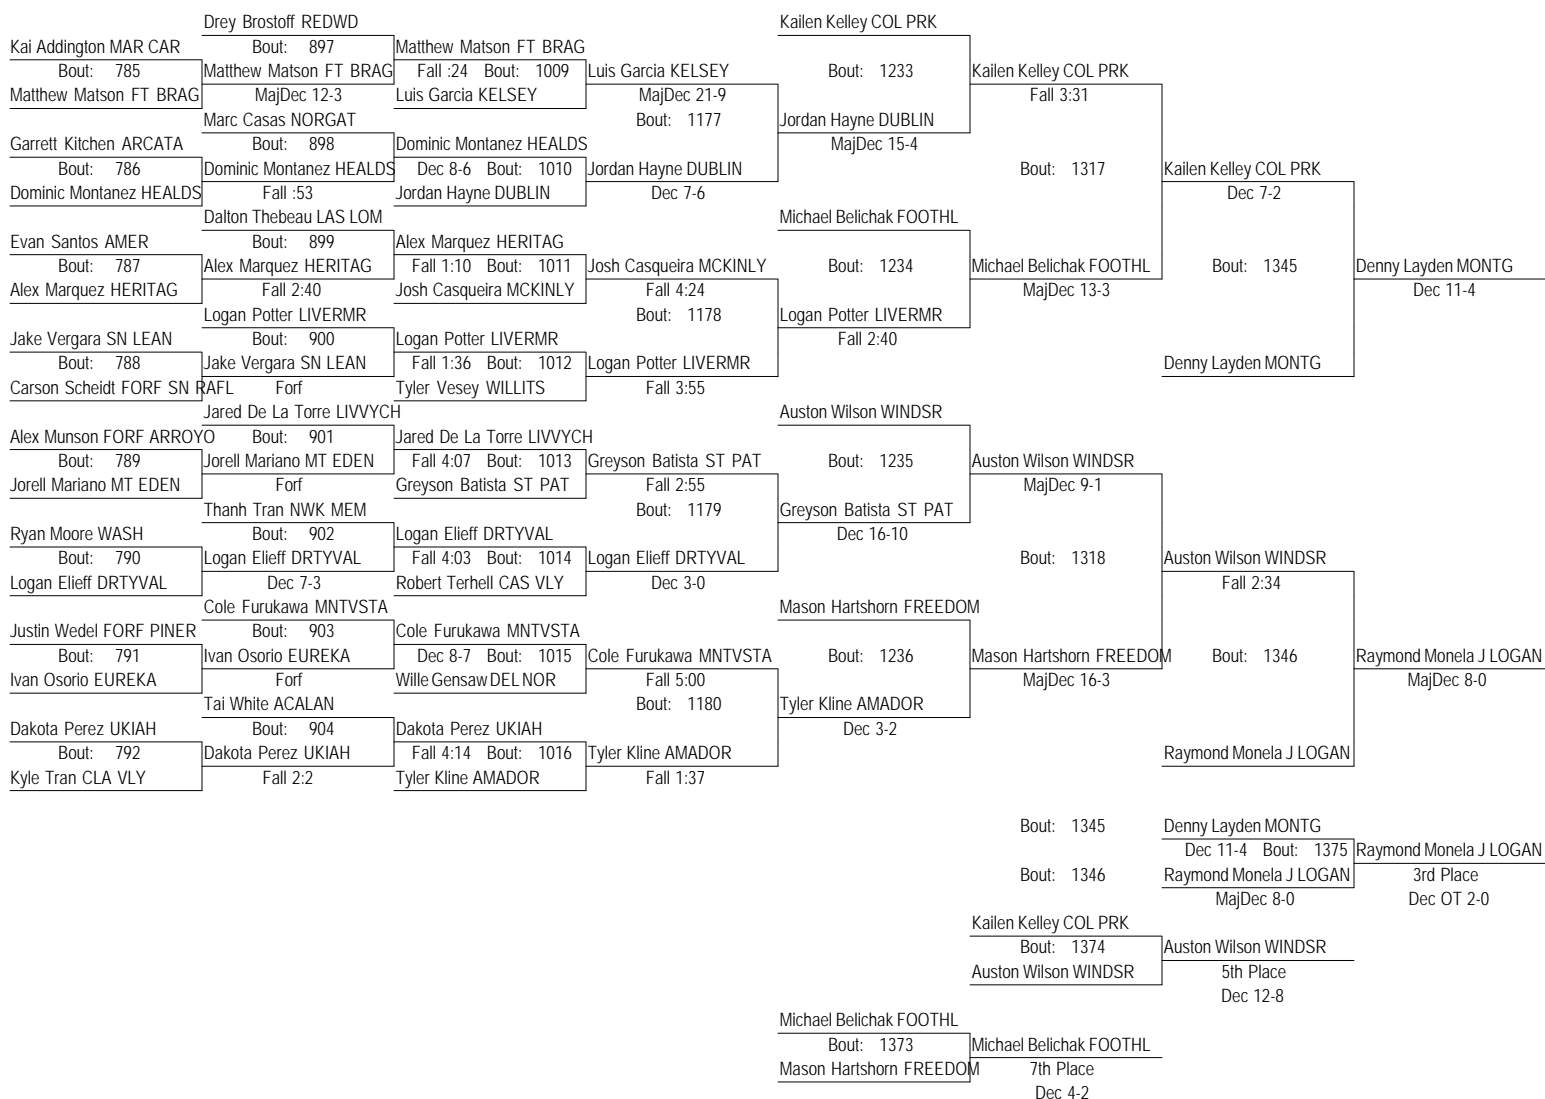 Drey Brostoff REDWD Kailen Kelley COL PRK
Kai Addington MAR CAR Bout: 897 Matthew Matson FT BRAG
Bout: 785 Matthew Matson FT BRAG Fall :24 Bout: 1009 Luis Garcia KELSEY Bout: 1233 Kailen Kelley COL PRK
Matthew Matson FT BRAG MajDec 12-3 Luis Garcia KELSEY MajDec 21-9 Fall 3:31
Marc Casas NORGAT Bout: 1177 Jordan Hayne DUBLIN
Garrett Kitchen ARCATA Bout: 898 Dominic Montanez HEALDS MajDec 15-4
Bout: 786 Dominic Montanez HEALDS Dec 8-6 Bout: 1010 Jordan Hayne DUBLIN Bout: 1317 Kailen Kelley COL PRK
Dominic Montanez HEALDS Fall :53 Jordan Hayne DUBLIN Dec 7-6 Dec 7-2
Dalton Thebeau LAS LOM Michael Belichak FOOTHL
Evan Santos AMER Bout: 899 Alex Marquez HERITAG
Bout: 787 Alex Marquez HERITAG Fall 1:10 Bout: 1011 Josh Casqueira MCKINLY Bout: 1234 Michael Belichak FOOTHL Bout: 1345 Denny Layden MONTG
Alex Marquez HERITAG Fall 2:40 Josh Casqueira MCKINLY Fall 4:24 MajDec 13-3 Dec 11-4
Logan Potter LIVERMR Bout: 1178 Logan Potter LIVERMR
Jake Vergara SN LEAN Bout: 900 Logan Potter LIVERMR Fall 2:40
Bout: 788 Jake Vergara SN LEAN Fall 1:36 Bout: 1012 Logan Potter LIVERMR Denny Layden MONTG
Carson Scheidt FORF SN RAFL Forf Tyler Vesey WILLITS Fall 3:55
Jared De La Torre LIVVYCH Auston Wilson WINDSR
Alex Munson FORF ARROYO Bout: 901 Jared De La Torre LIVVYCH
Bout: 789 Jorell Mariano MT EDEN Fall 4:07 Bout: 1013 Greyson Batista ST PAT Bout: 1235 Auston Wilson WINDSR
Jorell Mariano MT EDEN Forf Greyson Batista ST PAT Fall 2:55 MajDec 9-1
Thanh Tran NWK MEM Bout: 1179 Greyson Batista ST PAT
Ryan Moore WASH Bout: 902 Logan Elieff DRTYVAL Dec 16-10
Bout: 790 Logan Elieff DRTYVAL Fall 4:03 Bout: 1014 Logan Elieff DRTYVAL Bout: 1318 Auston Wilson WINDSR
Logan Elieff DRTYVAL Dec 7-3 Robert Terhell CAS VLY Dec 3-0 Fall 2:34
Cole Furukawa MNTVSTA Mason Hartshorn FREEDOM
Justin Wedel FORF PINER Bout: 903 Cole Furukawa MNTVSTA
Bout: 791 Ivan Osorio EUREKA Dec 8-7 Bout: 1015 Cole Furukawa MNTVSTA Bout: 1236 Mason Hartshorn FREEDOM Bout: 1346 Raymond Monela J LOGAN
Ivan Osorio EUREKA Forf Wille Gensaw DEL NOR Fall 5:00 MajDec 16-3 MajDec 8-0
Tai White ACALAN Bout: 1180 Tyler Kline AMADOR
Dakota Perez UKIAH Bout: 904 Dakota Perez UKIAH Dec 3-2
Bout: 792 Dakota Perez UKIAH Fall 4:14 Bout: 1016 Tyler Kline AMADOR Raymond Monela J LOGAN
Kyle Tran CLA VLY Fall 2:2 Tyler Kline AMADOR Fall 1:37
Bout: 1345 Denny Layden MONTG
Dec 11-4 Bout: 1375 Raymond Monela J LOGAN
Bout: 1346 Raymond Monela J LOGAN 3rd Place
MajDec 8-0 Dec OT 2-0
Kailen Kelley COL PRK
Bout: 1374 Auston Wilson WINDSR
Auston Wilson WINDSR 5th Place
Dec 12-8
Michael Belichak FOOTHL
Bout: 1373 Michael Belichak FOOTHL
Mason Hartshorn FREEDOM 7th Place
Dec 4-2